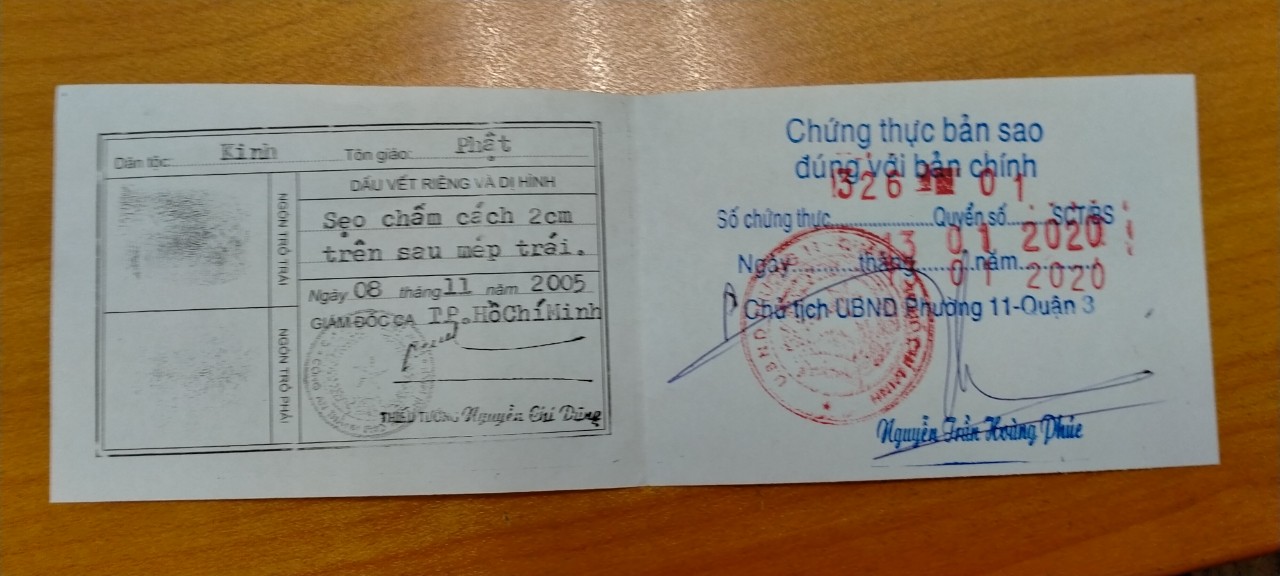 Dân tộc: Kinh Tôn giáo: Phật
NGÓN TRỎ TRÁI
DẤU VẾT RIÊNG VÀ DỊ HÌNH
Sẹo chấm cách 2cm
trên sau mép trái.
Ngày 08 tháng 11 năm 2005
NGÓN TRỎ PHẢI
GIÁM ĐỐC CA TP.HồChíMinh
THIẾU TƯỚNG Nguyễn Chí Dũng
Chứng thực bản sao
đúng với bản chính
326 01
Số chứng thực Quyển số SCT/BS
13 01 2020
Ngày tháng năm
01 2020
Chủ tịch UBND Phường 11-Quận 3
Nguyễn Trần Hoàng Phúc